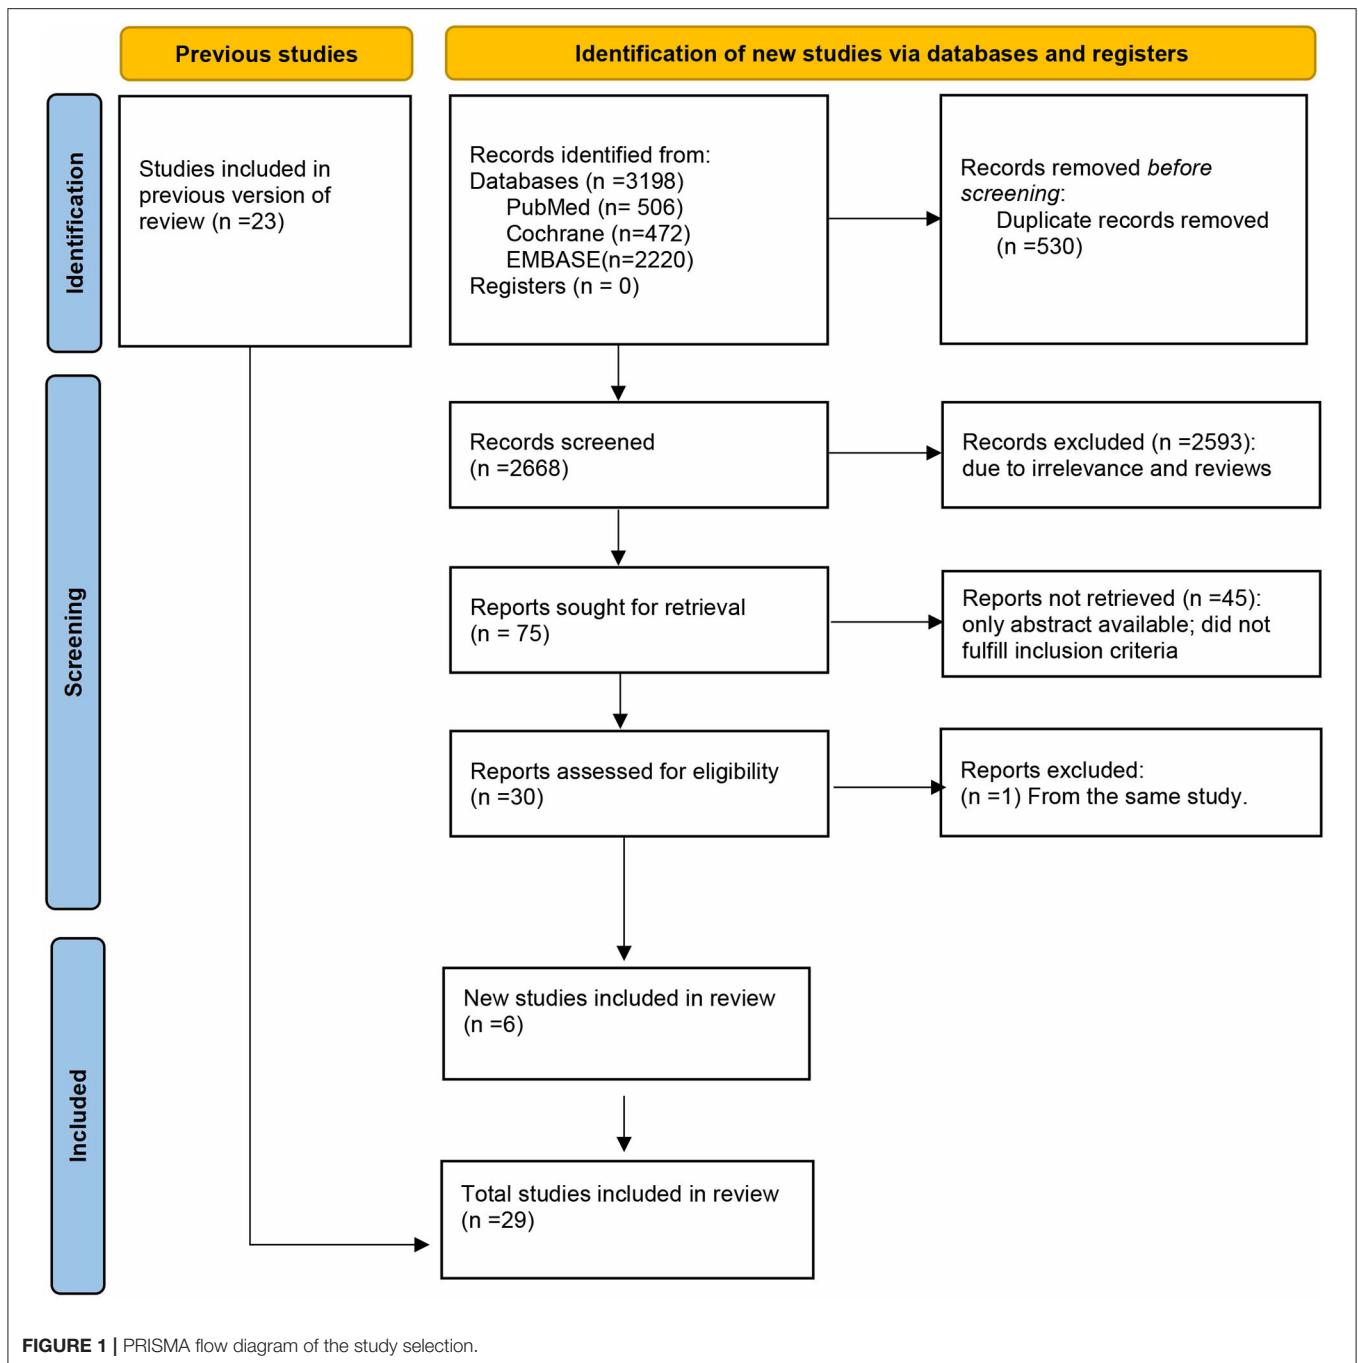 Previous studies
Identification of new studies via databases and registers
Identification
Studies included in
previous version of
review (n =23)
Records identified from:
Databases (n =3198)
PubMed (n= 506)
Cochrane (n=472)
EMBASE(n=2220)
Registers (n = 0)
Records removed before
screening:
Duplicate records removed
(n =530)
Screening
Records screened
(n =2668)
Records excluded (n =2593):
due to irrelevance and reviews
Reports sought for retrieval
(n = 75)
Reports not retrieved (n =45):
only abstract available; did not
fulfill inclusion criteria
Reports assessed for eligibility
(n =30)
Reports excluded:
(n =1) From the same study.
Included
New studies included in review
(n =6)
Total studies included in review
(n =29)
FIGURE 1 | PRISMA flow diagram of the study selection.